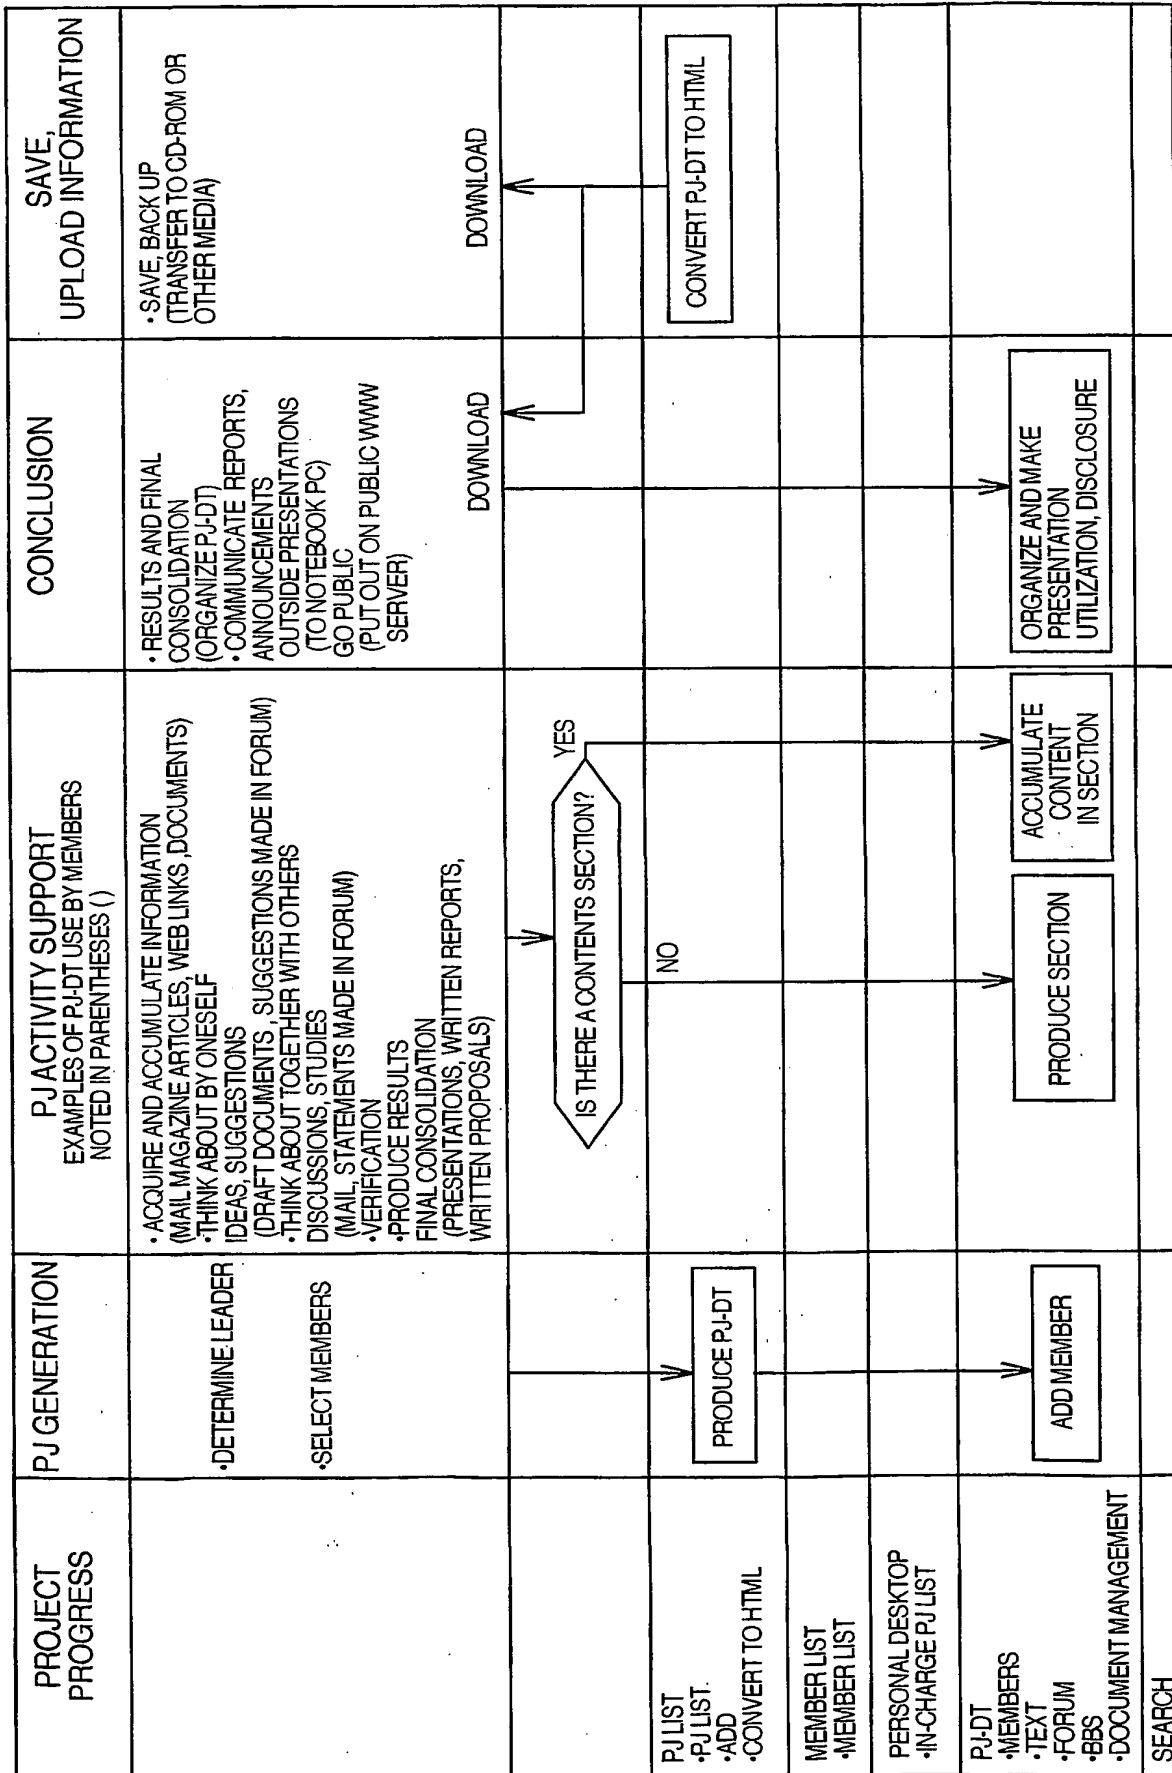 PROJECT
PROGRESS
PJ GENERATION
PJ ACTIVITY SUPPORT
EXAMPLES OF PJ-DT USE BY MEMBERS
NOTED IN PARENTHESES ( )
CONCLUSION
SAVE,
UPLOAD INFORMATION
•DETERMINE LEADER
•SELECT MEMBERS
•ACQUIRE AND ACCUMULATE INFORMATION
(MAIL MAGAZINE ARTICLES, WEB LINKS ,DOCUMENTS)
•THINK ABOUT BY ONESELF
IDEAS, SUGGESTIONS
(DRAFT DOCUMENTS , SUGGESTIONS MADE IN FORUM)
•THINK ABOUT TOGETHER WITH OTHERS
DISCUSSIONS, STUDIES
(MAIL, STATEMENTS MADE IN FORUM)
•VERIFICATION
•PRODUCE RESULTS
FINAL CONSOLIDATION
(PRESENTATIONS, WRITTEN REPORTS,
WRITTEN PROPOSALS)
•RESULTS AND FINAL
CONSOLIDATION
(ORGANIZE PJ-DT)
•COMMUNICATE REPORTS,
ANNOUNCEMENTS
OUTSIDE PRESENTATIONS
(TO NOTEBOOK PC)
GO PUBLIC
(PUT OUT ON PUBLIC WWW
SERVER)
DOWNLOAD
•SAVE, BACK UP
(TRANSFER TO CD-ROM OR
OTHER MEDIA)
DOWNLOAD
IS THERE A CONTENTS SECTION?
YES
NO
PJ LIST
•PJ LIST.
•ADD
•CONVERT TO HTML
PRODUCE PJ-DT
CONVERT PJ-DT TO HTML
MEMBER LIST
•MEMBER LIST
PERSONAL DESKTOP
•IN-CHARGE PJ LIST
PJ-DT
•MEMBERS
•TEXT
•FORUM
•BBS
•DOCUMENT MANAGEMENT
ADD MEMBER
PRODUCE SECTION
ACCUMULATE
CONTENT
IN SECTION
ORGANIZE AND MAKE
PRESENTATION
UTILIZATION, DISCLOSURE
SEARCH